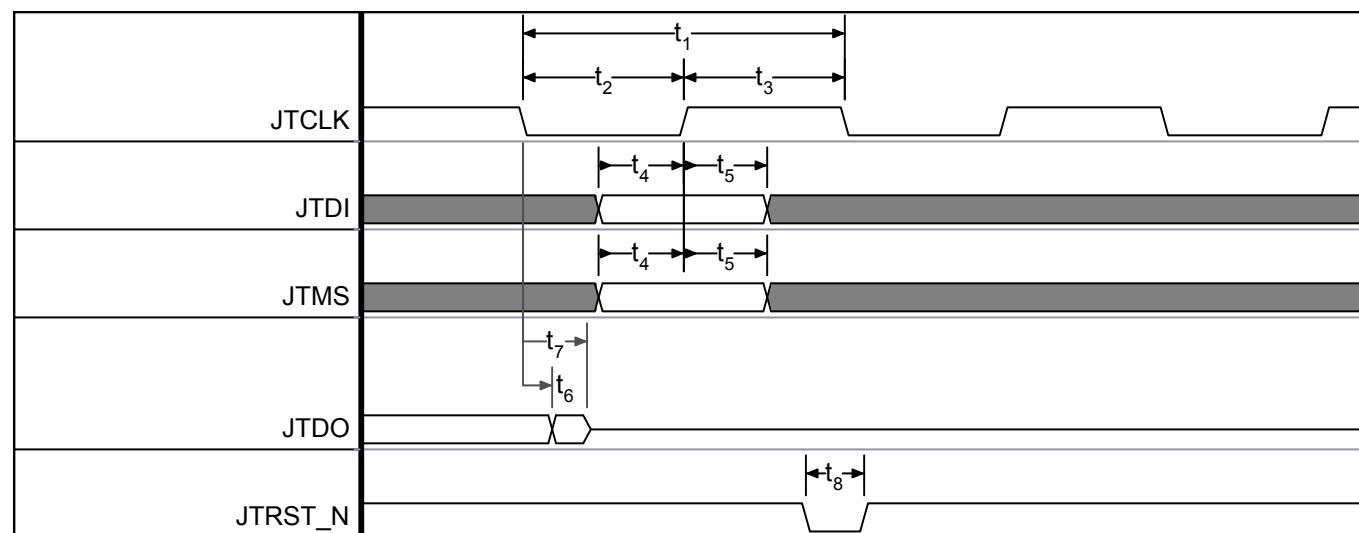 t1
t2 t3
JTCLK
t4 t5
JTDI
t4 t5
JTMS
t7
t6
JTDO
t8
JTRST_N